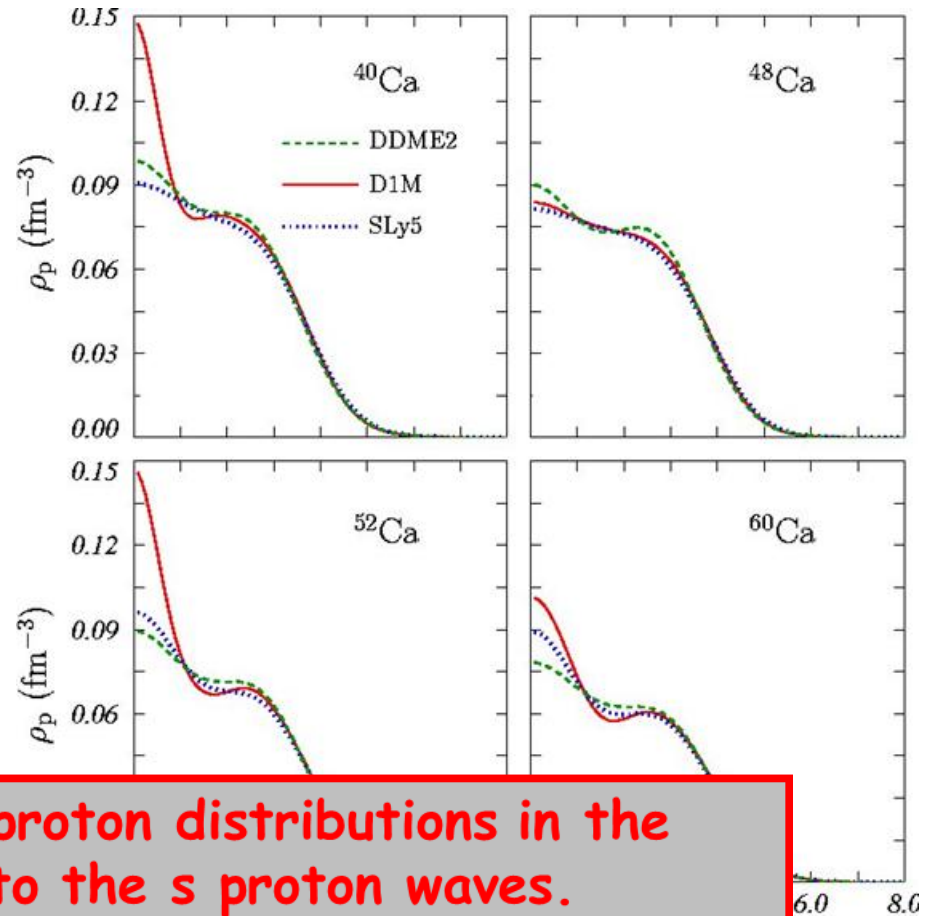 0.15
⁴⁰Ca
⁴⁸Ca
0.12
DDME2
D1M
SLy5
0.09
ρp (fm⁻³)
0.06
0.03
0.00
0.15
⁵²Ca
⁶⁰Ca
0.12
0.09
ρp (fm⁻³)
0.06
proton distributions in the
to the s proton waves.
6.0
8.0